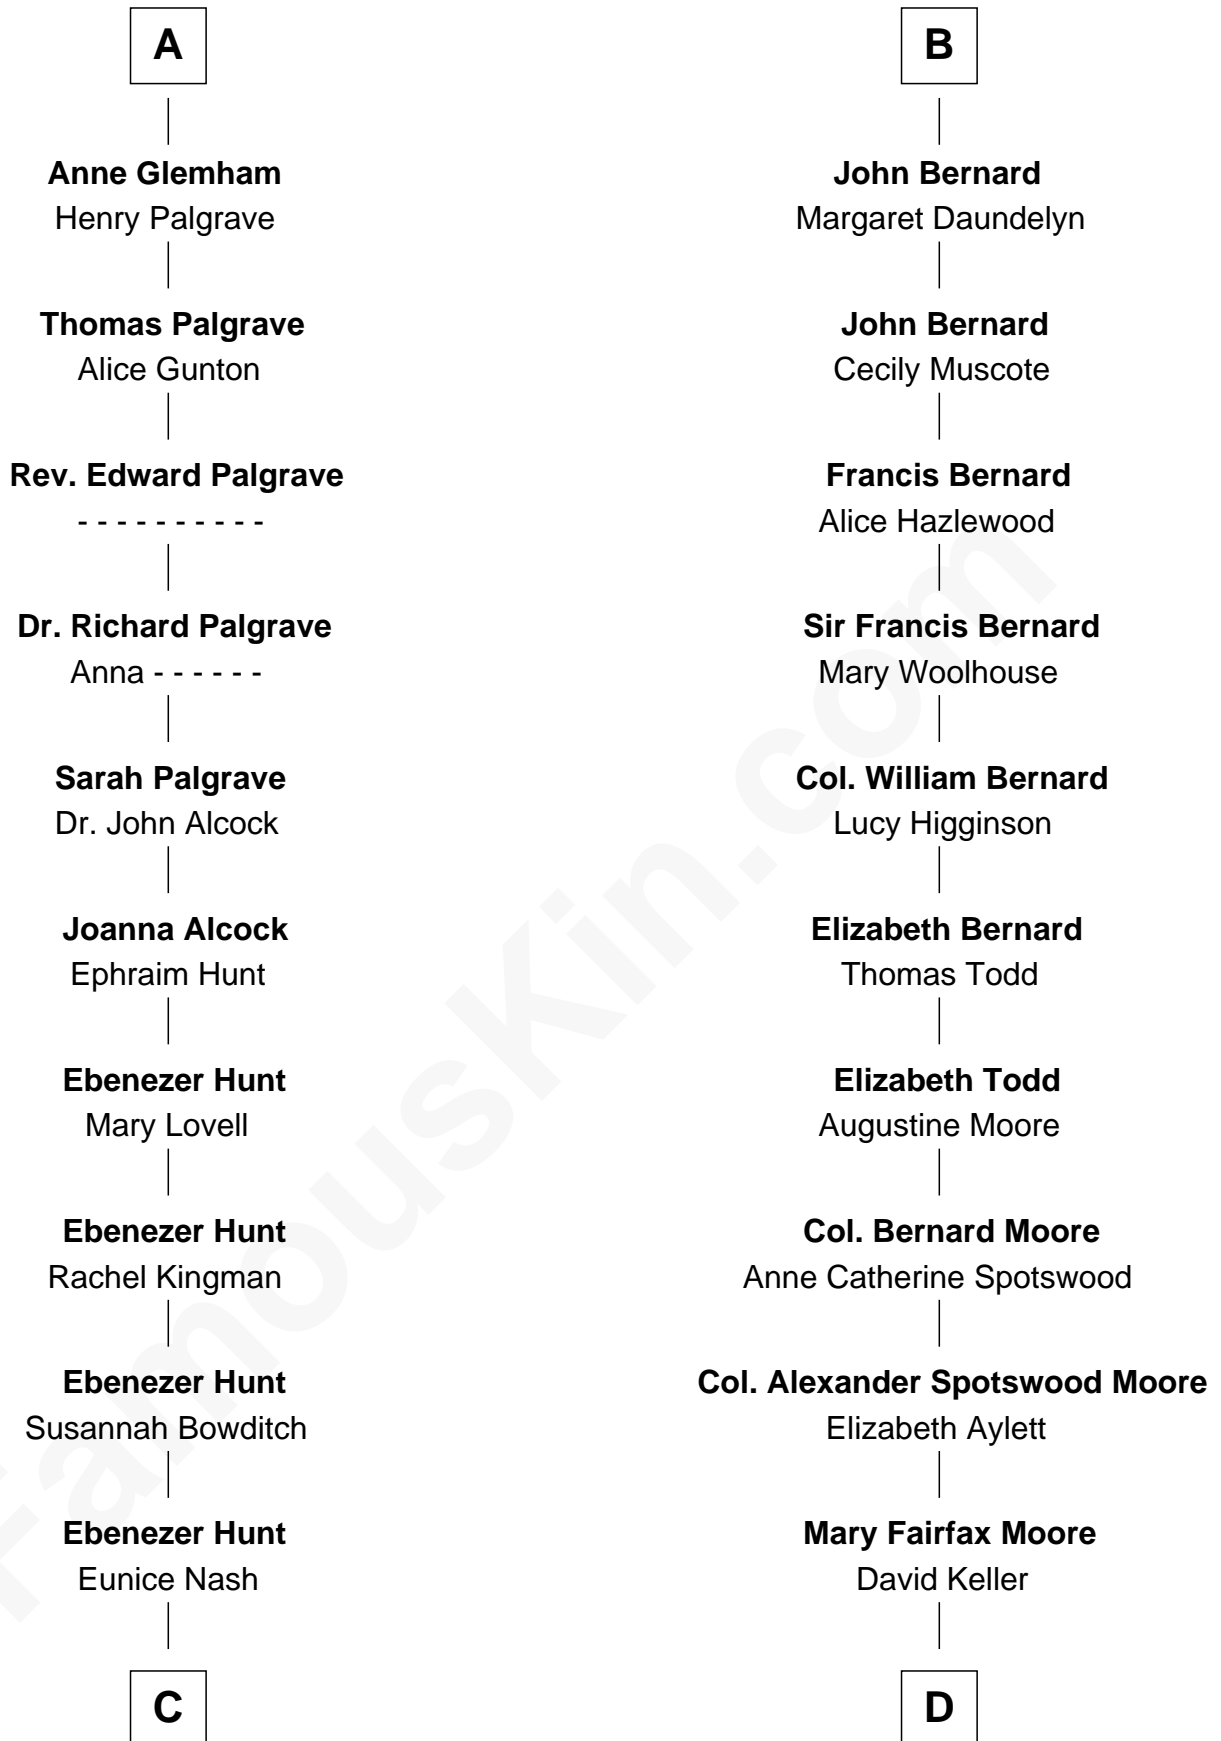 A
Anne Glemham
Henry Palgrave
Thomas Palgrave
Alice Gunton
Rev. Edward Palgrave
- - - - - - - - - -
Dr. Richard Palgrave
Anna - - - - - -
Sarah Palgrave
Dr. John Alcock
Joanna Alcock
Ephraim Hunt
Ebenezer Hunt
Mary Lovell
Ebenezer Hunt
Rachel Kingman
Ebenezer Hunt
Susannah Bowditch
Ebenezer Hunt
Eunice Nash
C
B
John Bernard
Margaret Daundelyn
John Bernard
Cecily Muscote
Francis Bernard
Alice Hazlewood
Sir Francis Bernard
Mary Woolhouse
Col. William Bernard
Lucy Higginson
Elizabeth Bernard
Thomas Todd
Elizabeth Todd
Augustine Moore
Col. Bernard Moore
Anne Catherine Spotswood
Col. Alexander Spotswood Moore
Elizabeth Aylett
Mary Fairfax Moore
David Keller
D
FamousKin.com